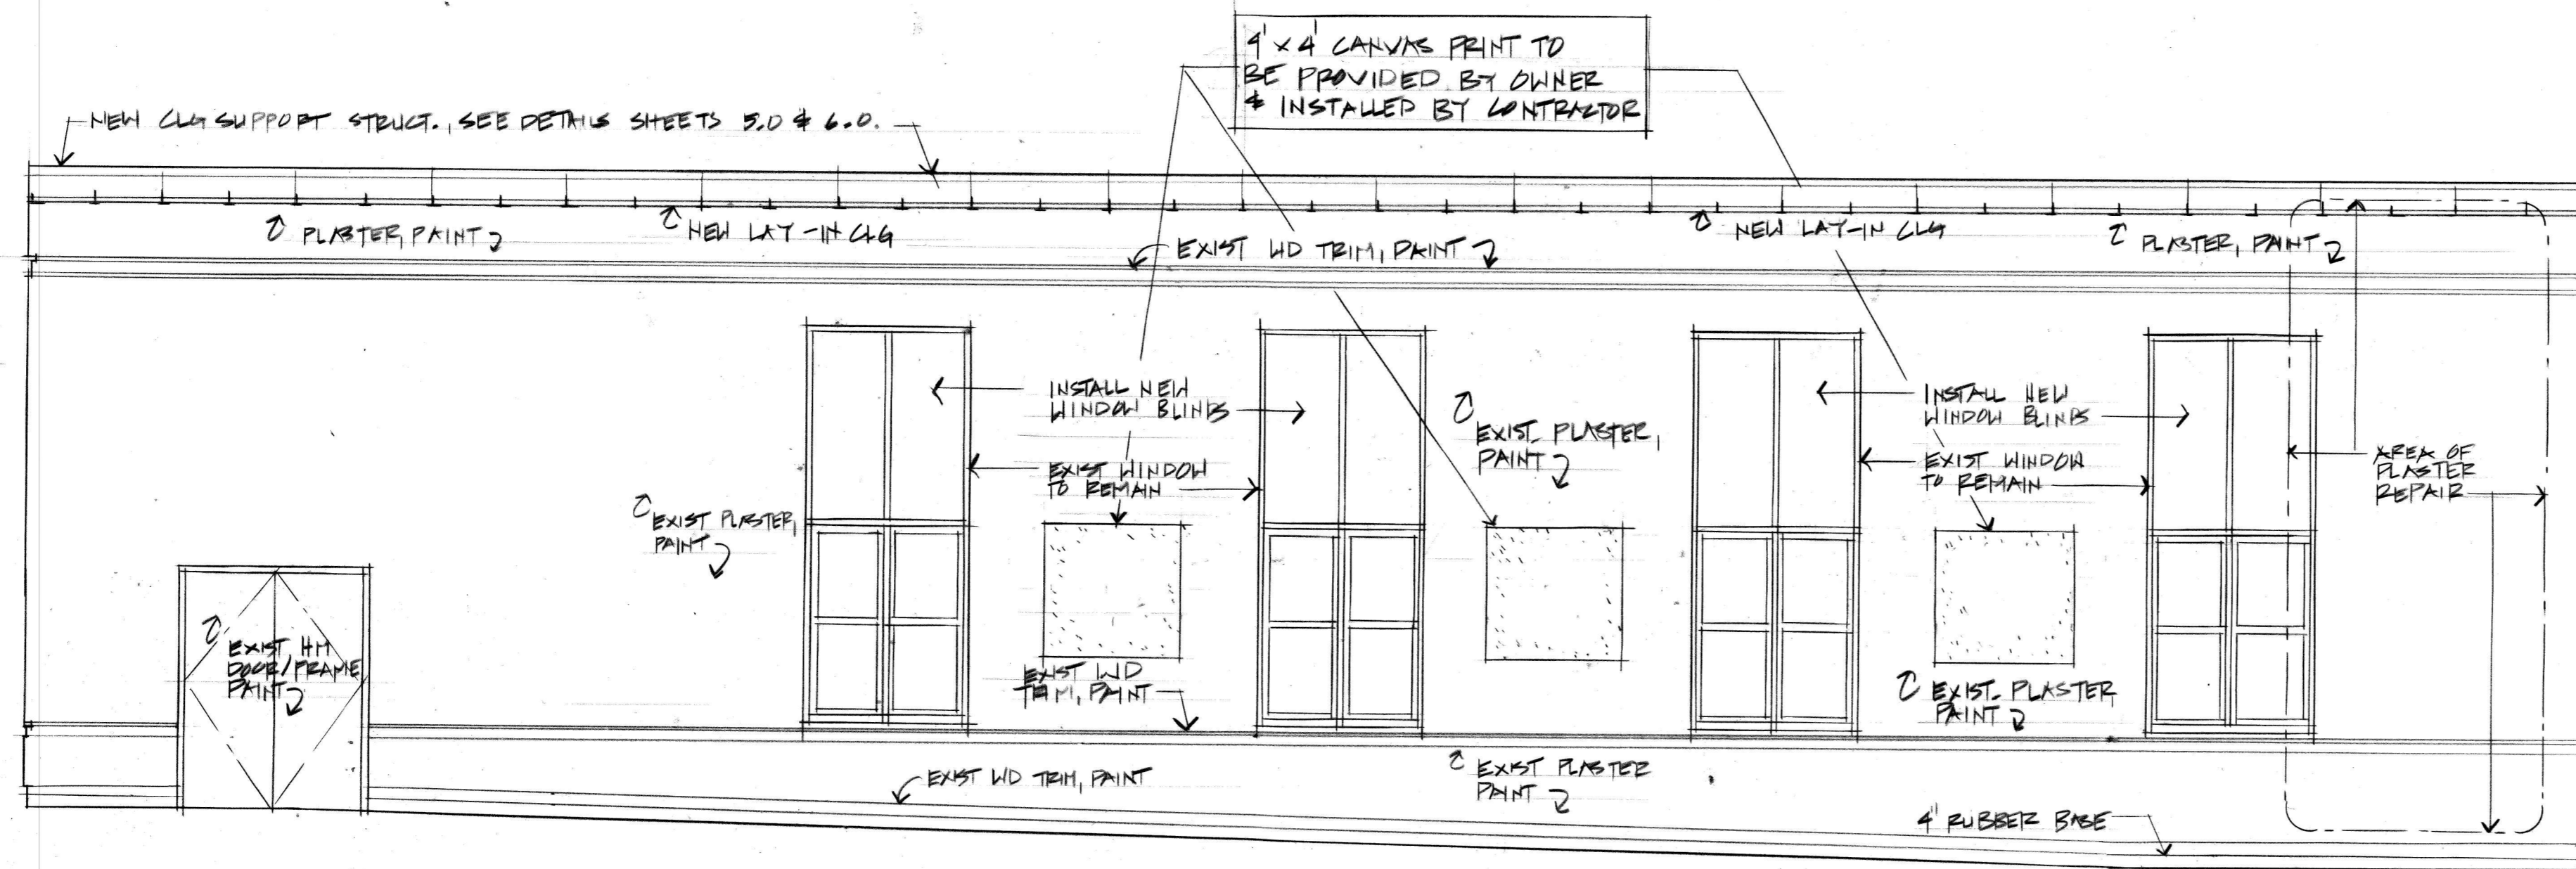 4' X 4' CANVAS PRINT TO
BE PROVIDED BY OWNER
& INSTALLED BY CONTRACTOR
NEW CLG SUPPORT STRUCT., SEE DETAILS SHEETS 5.0 & 6.0.
PLASTER, PAINT
NEW LAY-IN CLG
EXIST WD TRIM, PAINT
NEW LAY-IN CLG
PLASTER, PAINT
INSTALL NEW
WINDOW BLINDS
EXIST WINDOW
TO REMAIN
EXIST. PLASTER,
PAINT
INSTALL NEW
WINDOW BLINDS
EXIST WINDOW
TO REMAIN
AREA OF
PLASTER
REPAIR
EXIST PLASTER,
PAINT
EXIST HM
DOOR/FRAME
PAINT
EXIST WD
TRIM, PAINT
EXIST. PLASTER
PAINT
EXIST WD TRIM, PAINT
EXIST PLASTER
PAINT
4" RUBBER BASE